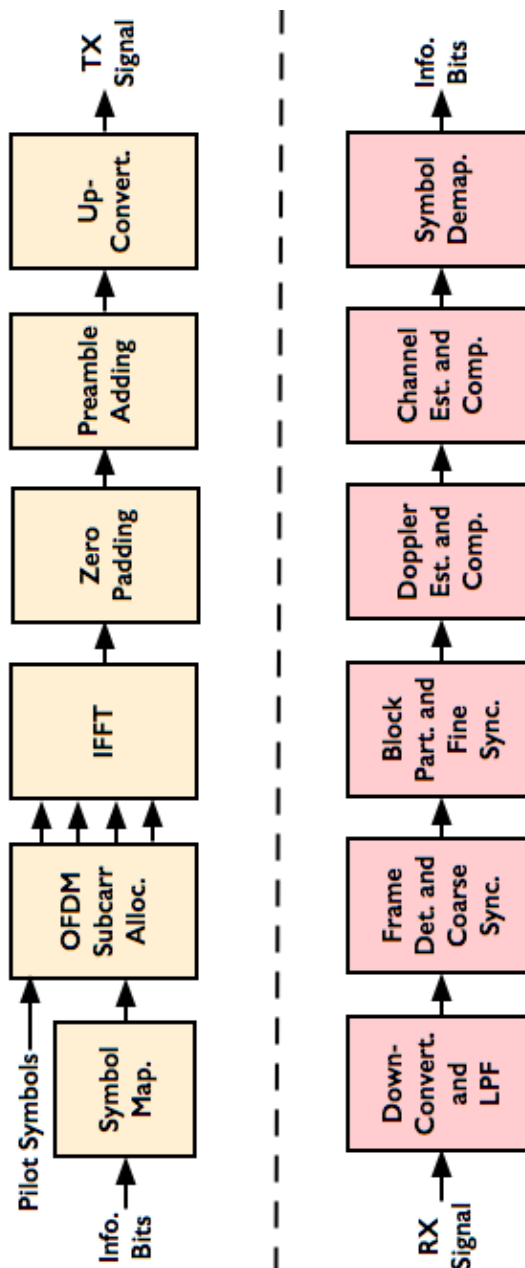 Pilot Symbols
Info.
Bits
Symbol
Map.
OFDM
Subcarr
Alloc.
IFFT
Zero
Padding
Preamble
Adding
Up-
Convert.
TX
Signal
RX
Signal
Down-
Convert.
and
LPF
Frame
Det. and
Coarse
Sync.
Block
Part. and
Fine
Sync.
Doppler
Est. and
Comp.
Channel
Est. and
Comp.
Symbol
Demap.
Info.
Bits